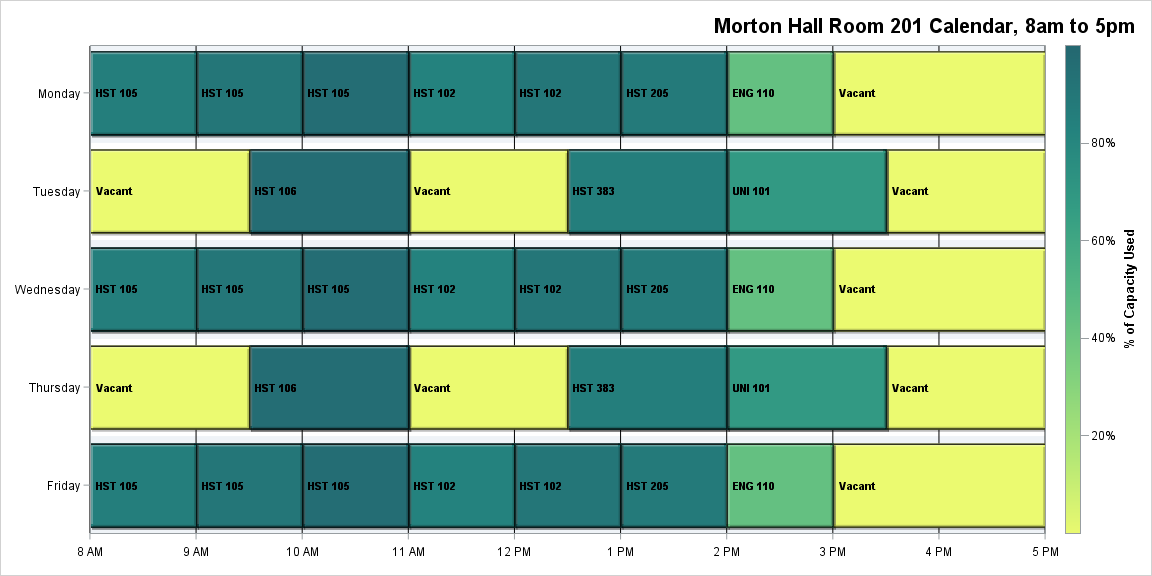 Morton Hall Room 201 Calendar, 8am to 5pm
Monday HST 105 HST 105 HST 105 HST 102 HST 102 HST 205 ENG 110 Vacant
Tuesday Vacant HST 106 Vacant HST 383 UNI 101 Vacant
Wednesday HST 105 HST 105 HST 105 HST 102 HST 102 HST 205 ENG 110 Vacant
Thursday Vacant HST 106 Vacant HST 383 UNI 101 Vacant
Friday HST 105 HST 105 HST 105 HST 102 HST 102 HST 205 ENG 110 Vacant
8 AM 9 AM 10 AM 11 AM 12 PM 1 PM 2 PM 3 PM 4 PM 5 PM
80%
60%
40%
20%
% of Capacity Used